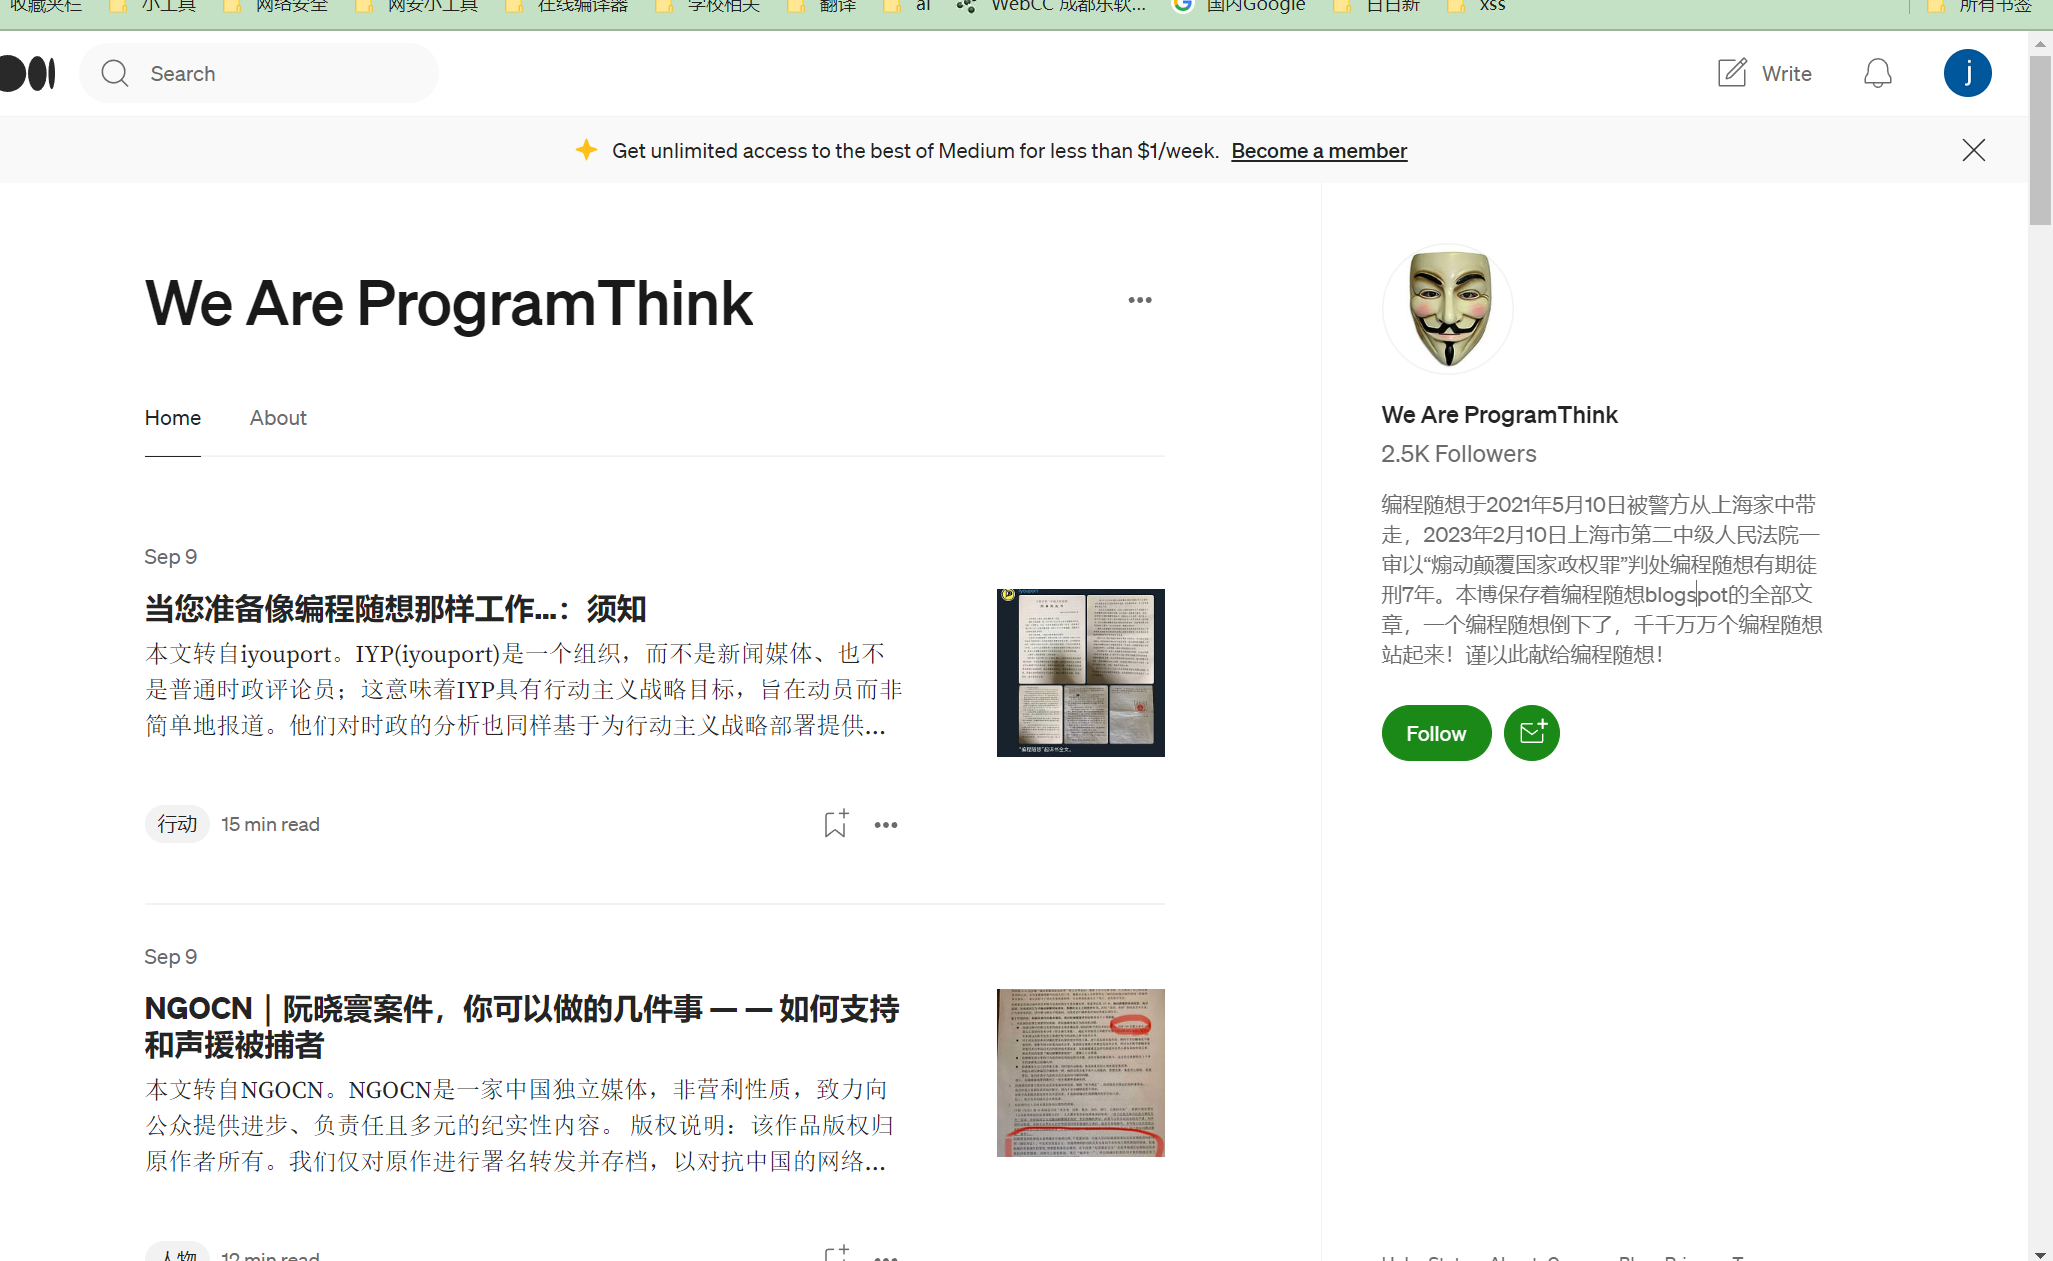 收藏夹栏 小工具 网络安全 网安小工具 在线编译器 学校相关 翻译 ai WebCC 成都东软... 国内Google 日日新 xss 所有书签
Search Write j
Get unlimited access to the best of Medium for less than $1/week. Become a member
We Are ProgramThink
Home About
Sep 9
当您准备像编程随想那样工作...：须知
本文转自iyouport。IYP(iyouport)是一个组织，而不是新闻媒体、也不
是普通时政评论员；这意味着IYP具有行动主义战略目标，旨在动员而非
简单地报道。他们对时政的分析也同样基于为行动主义战略部署提供...
行动 15 min read
Sep 9
NGOCN｜阮晓寰案件，你可以做的几件事 — — 如何支持
和声援被捕者
本文转自NGOCN。NGOCN是一家中国独立媒体，非营利性质，致力向
公众提供进步、负责任且多元的纪实性内容。 版权说明：该作品版权归
原作者所有。我们仅对原作进行署名转发并存档，以对抗中国的网络...
人物 12 min read
We Are ProgramThink
2.5K Followers
编程随想于2021年5月10日被警方从上海家中带
走，2023年2月10日上海市第二中级人民法院一
审以“煽动颠覆国家政权罪”判处编程随想有期徒
刑7年。本博保存着编程随想blogspot的全部文
章，一个编程随想倒下了，千千万万个编程随想
站起来！谨以此献给编程随想！
Follow